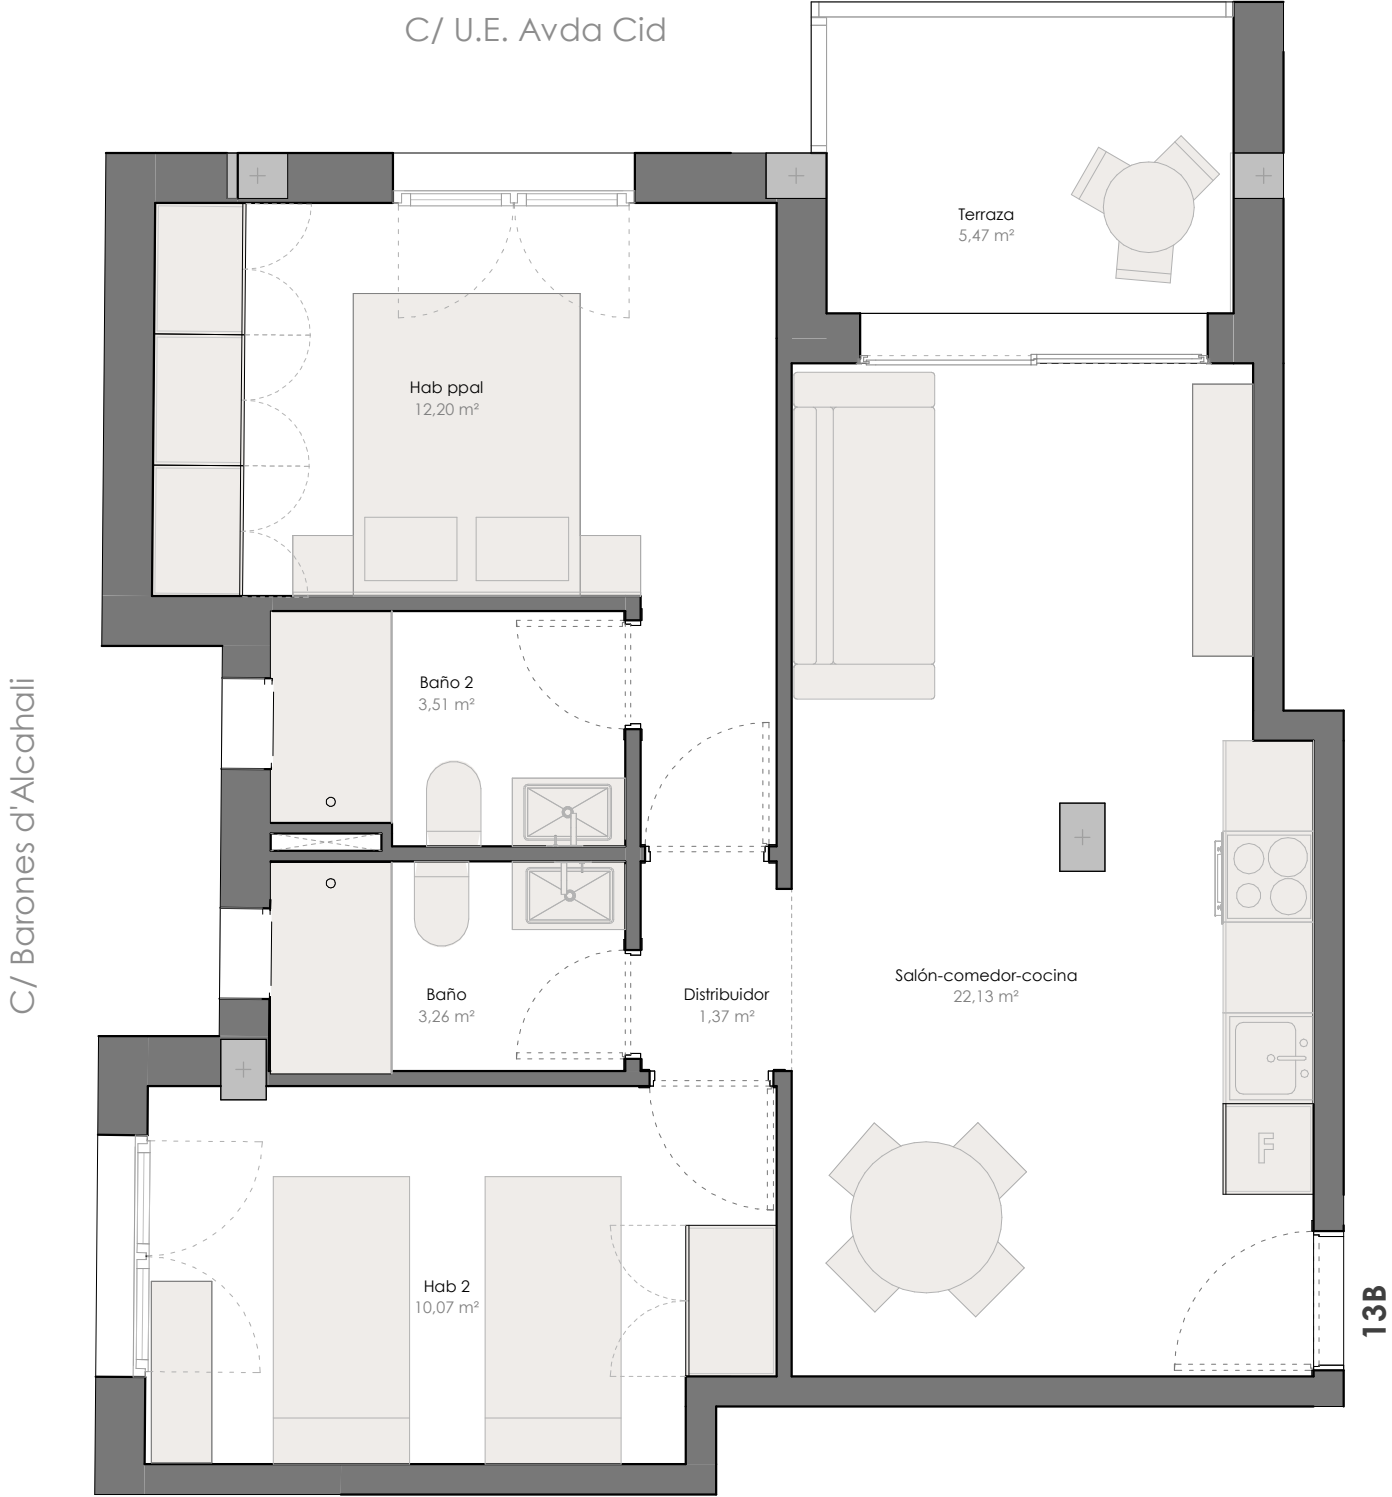 C/ U.E. Avda Cid
Terraza
5,47 m²
Hab ppal
12,20 m²
Baño 2
3,51 m²
C/ Barones d'Alcahali
Salón-comedor-cocina
22,13 m²
Baño
3,26 m²
Distribuidor
1,37 m²
F
Hab 2
10,07 m²
13B